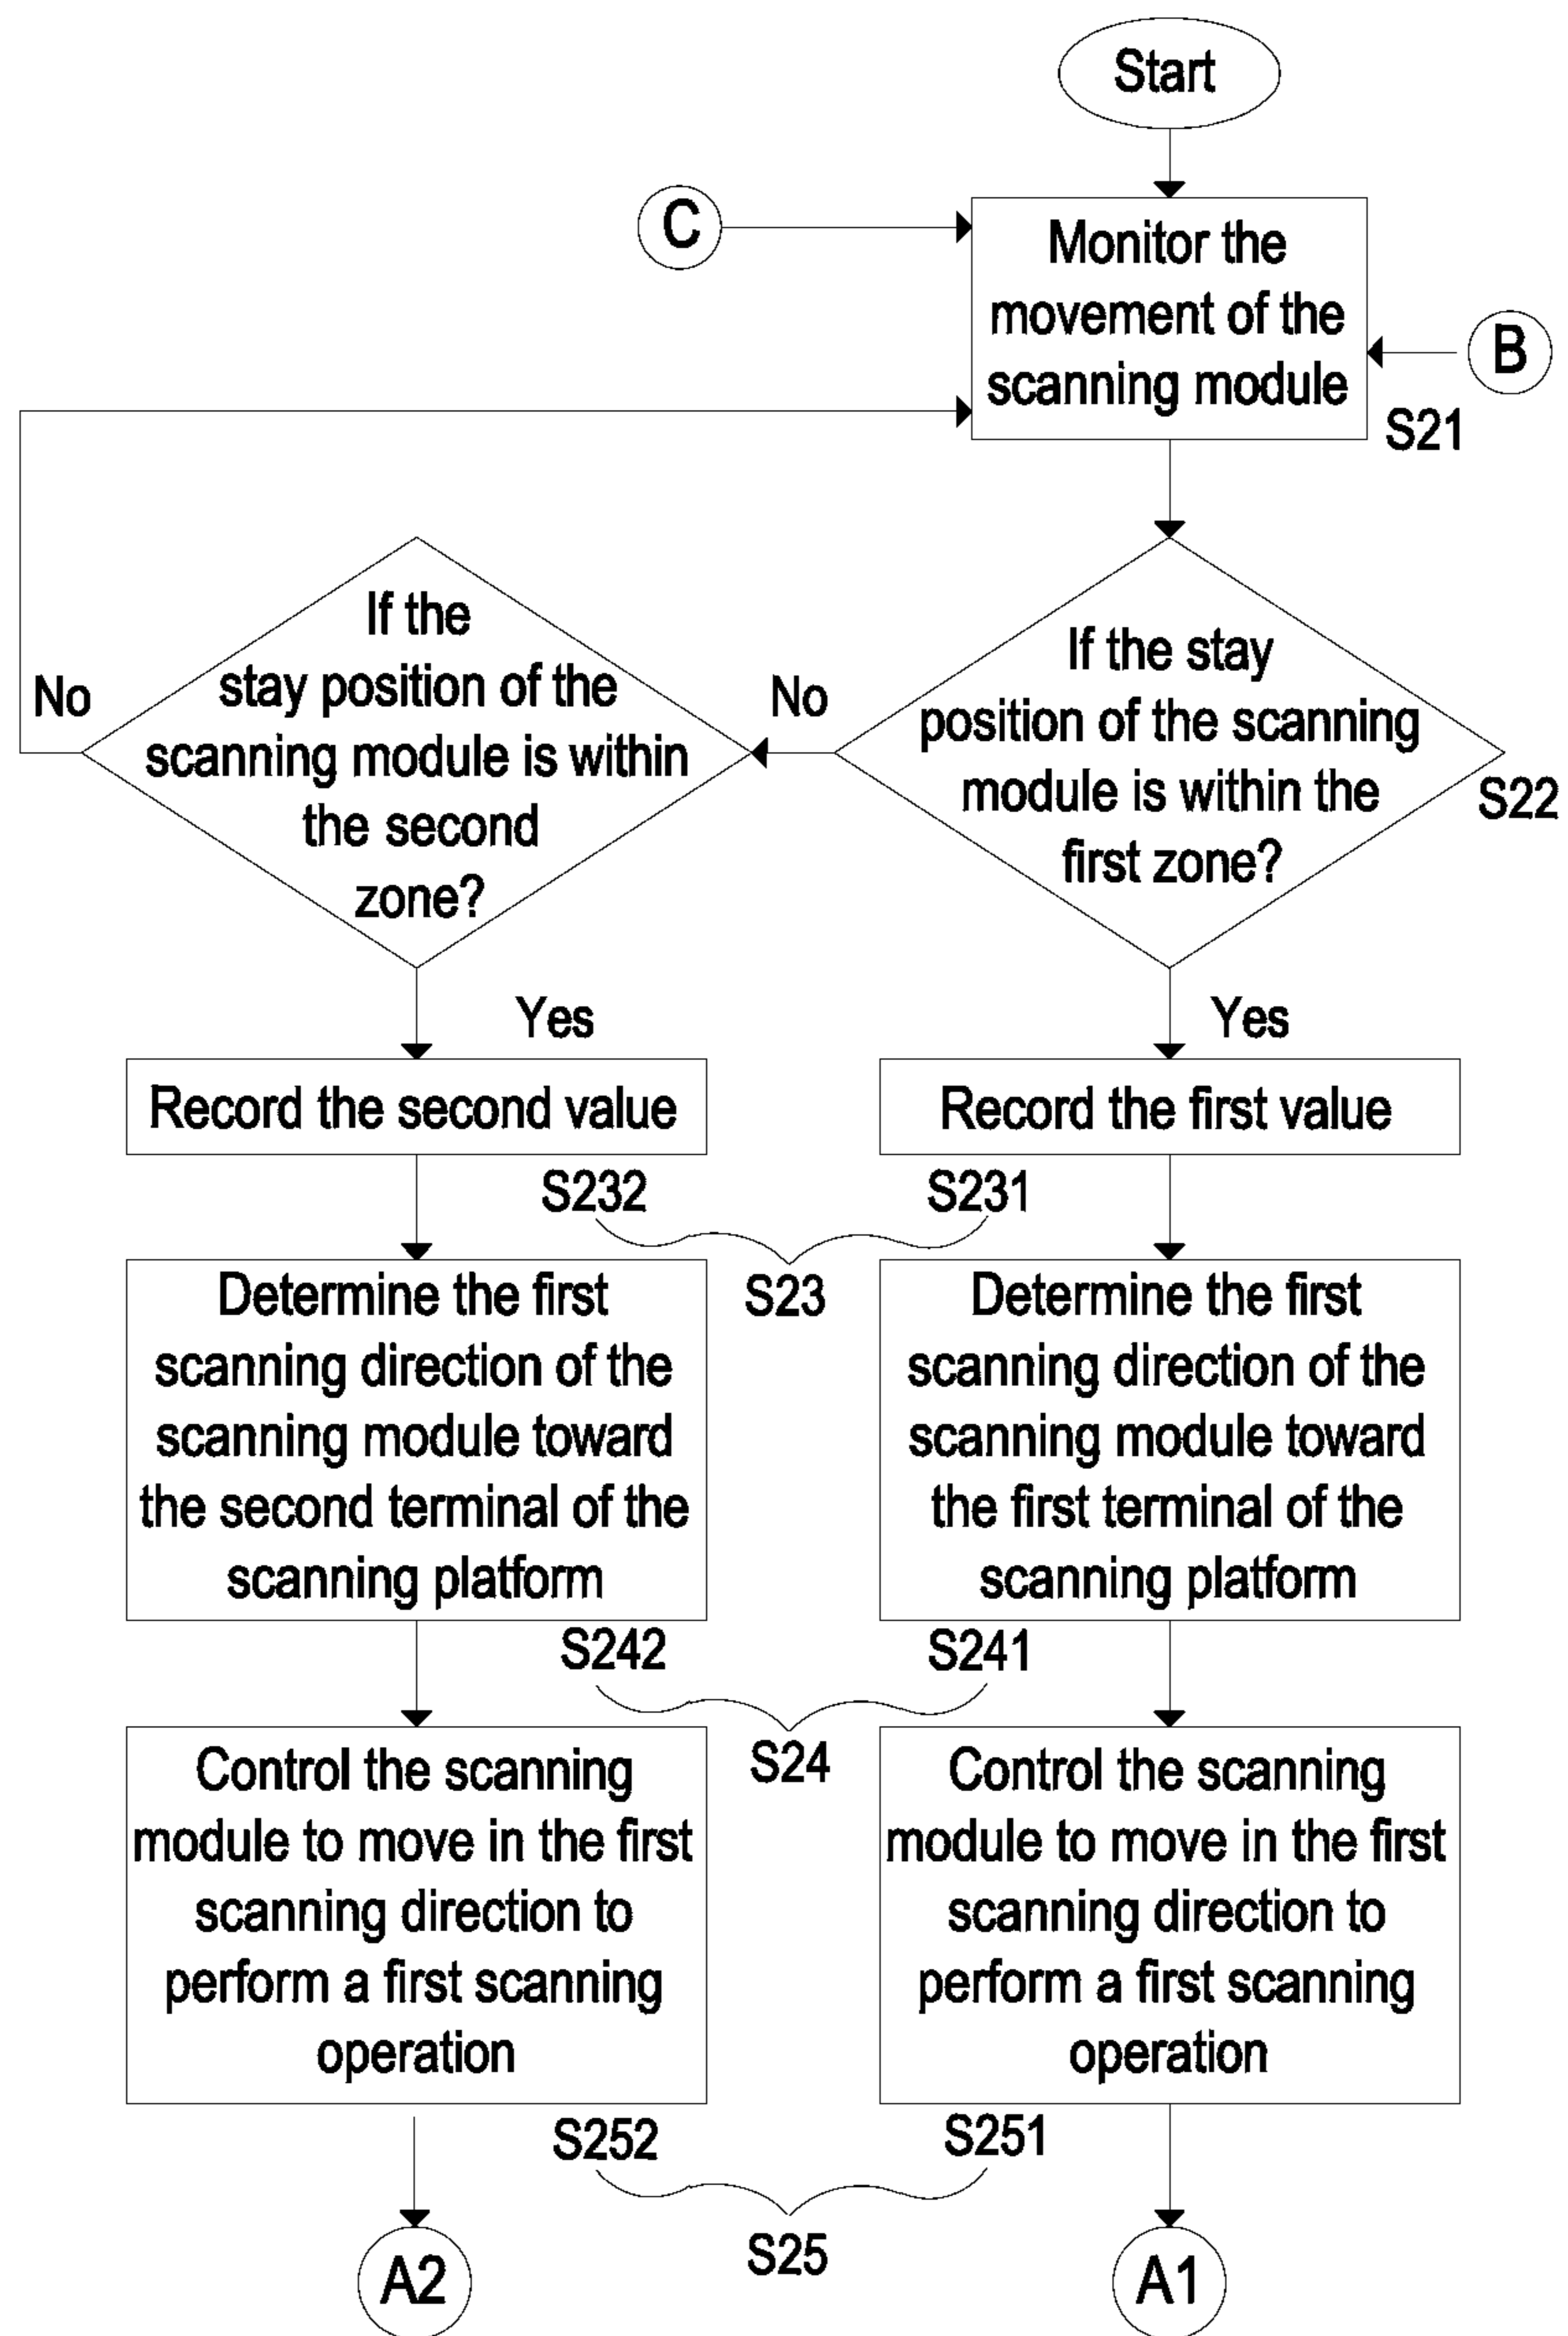 Start
C
Monitor the
movement of the
scanning module
B
S21
If the
stay position of the
scanning module is within
the second
zone?
No
No
If the stay
position of the scanning
module is within the
first zone?
S22
Yes
Yes
Record the second value
Record the first value
S232
S231
S23
Determine the first
scanning direction of the
scanning module toward
the second terminal of the
scanning platform
Determine the first
scanning direction of the
scanning module toward
the first terminal of the
scanning platform
S242
S241
S24
Control the scanning
module to move in the first
scanning direction to
perform a first scanning
operation
Control the scanning
module to move in the first
scanning direction to
perform a first scanning
operation
S252
S251
S25
A2
A1